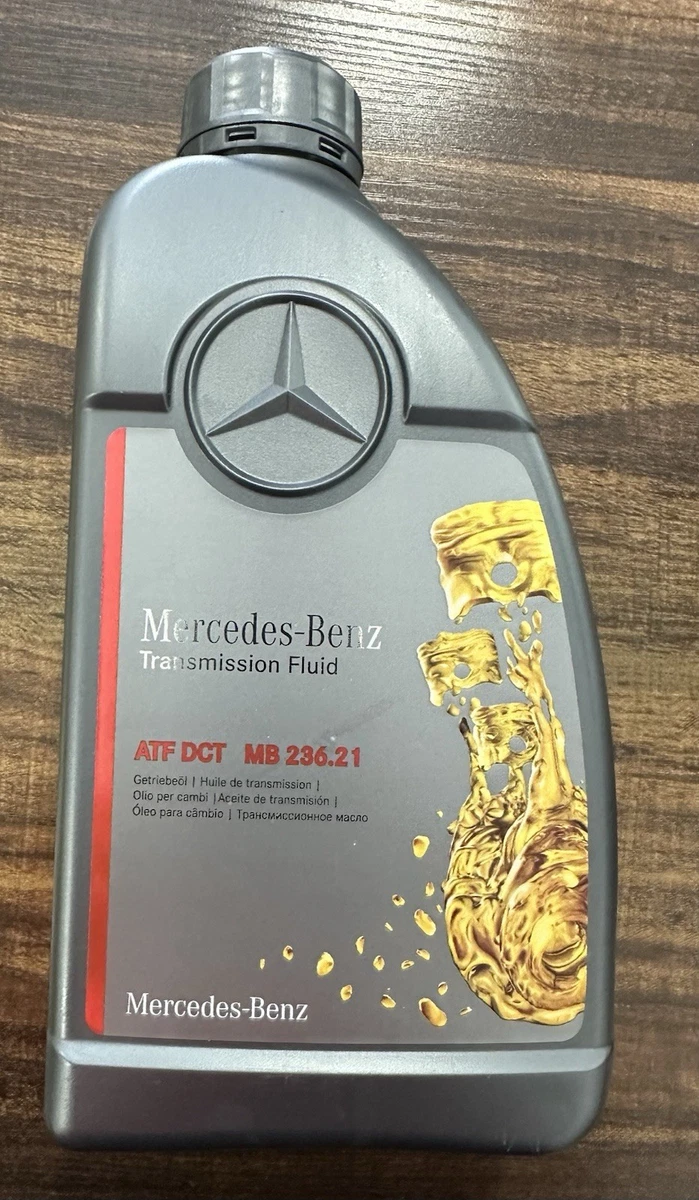 Mercedes-Benz
Transmission Fluid
ATF DCT MB 236.21
Getriebeöl | Huile de transmission |
Olio per cambi | Aceite de transmisión |
Óleo para câmbio | Трансмиссионное масло
Mercedes-Benz